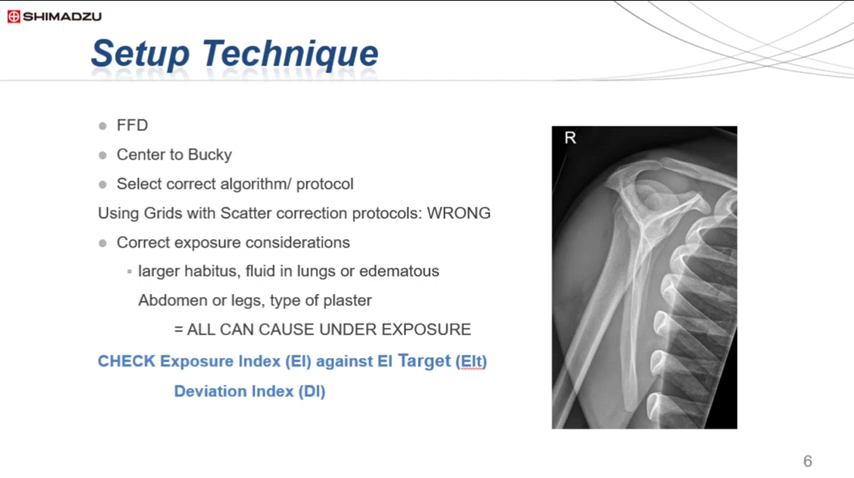 SHIMADZU
Setup Technique
FFD
Center to Bucky
Select correct algorithm/ protocol
Using Grids with Scatter correction protocols: WRONG
Correct exposure considerations
larger habitus, fluid in lungs or edematous
Abdomen or legs, type of plaster
= ALL CAN CAUSE UNDER EXPOSURE
CHECK Exposure Index (EI) against EI Target (EIt)
Deviation Index (DI)
R
6